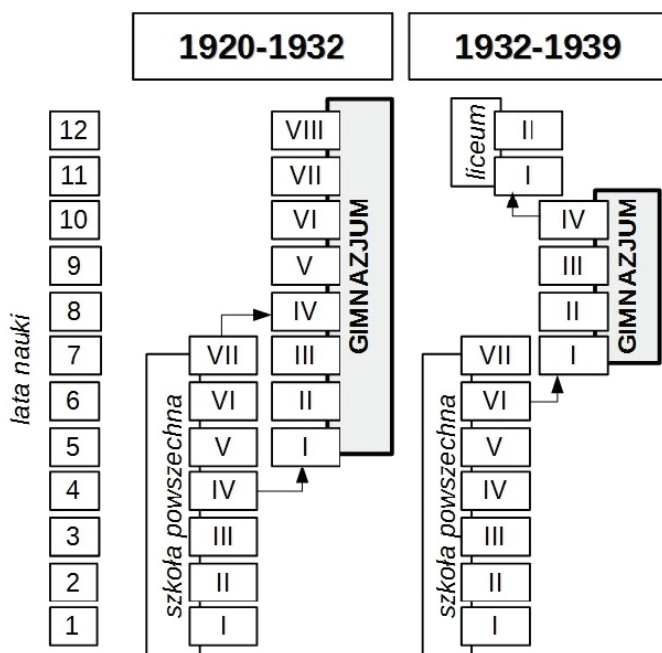 1920-1932 1932-1939
12 VIII II
11 VII I
10 VI IV
9 V III
8 IV II
7 VII III VII I
6 VI II VI
5 V I V
4 IV IV
3 III III
2 II II
1 I I
lata nauki
szkoła powszechna
GIMNAZJUM
szkoła powszechna
liceum
GIMNAZJUM